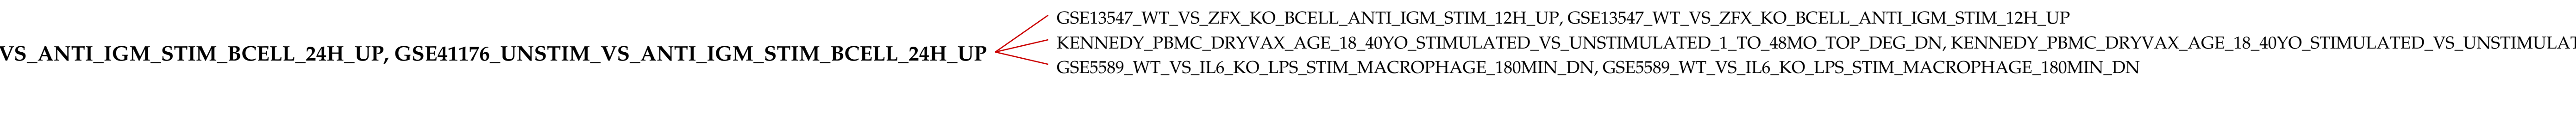 VS_ANTI_IGM_STIM_BCELL_24H_UP, GSE41176_UNSTIM_VS_ANTI_IGM_STIM_BCELL_24H_UP
GSE13547_WT_VS_ZFX_KO_BCELL_ANTI_IGM_STIM_12H_UP, GSE13547_WT_VS_ZFX_KO_BCELL_ANTI_IGM_STIM_12H_UP
KENNEDY_PBMC_DRYVAX_AGE_18_40YO_STIMULATED_VS_UNSTIMULATED_1_TO_48MO_TOP_DEG_DN, KENNEDY_PBMC_DRYVAX_AGE_18_40YO_STIMULATED_VS_UNSTIMULAT
GSE5589_WT_VS_IL6_KO_LPS_STIM_MACROPHAGE_180MIN_DN, GSE5589_WT_VS_IL6_KO_LPS_STIM_MACROPHAGE_180MIN_DN